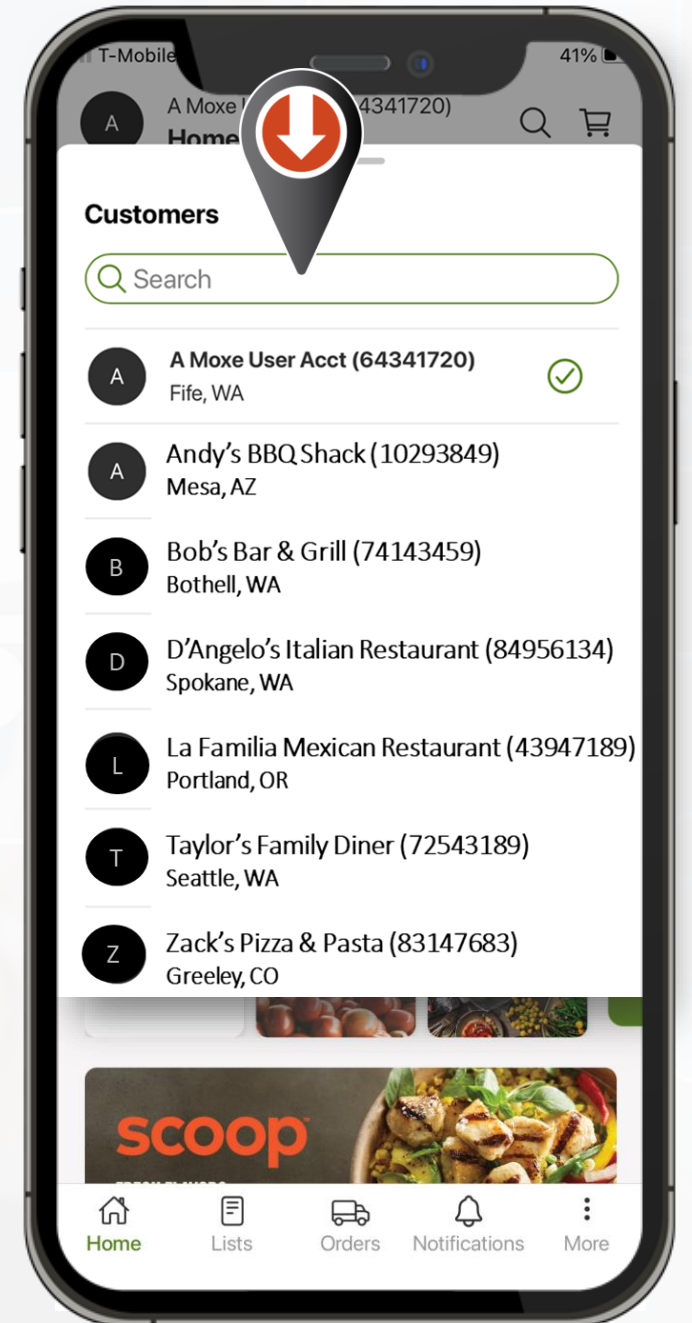 T-Mobile
41%
A
A Moxe
4341720)
Home
Customers
Search
A
A Moxe User Acct (64341720)
Fife, WA
A
Andy's BBQ Shack (10293849)
Mesa, AZ
B
Bob's Bar & Grill (74143459)
Bothell, WA
D
D'Angelo's Italian Restaurant (84956134)
Spokane, WA
L
La Familia Mexican Restaurant (43947189)
Portland, OR
T
Taylor's Family Diner (72543189)
Seattle, WA
Z
Zack's Pizza & Pasta (83147683)
Greeley, CO
scoop
Home
Lists
Orders
Notifications
More